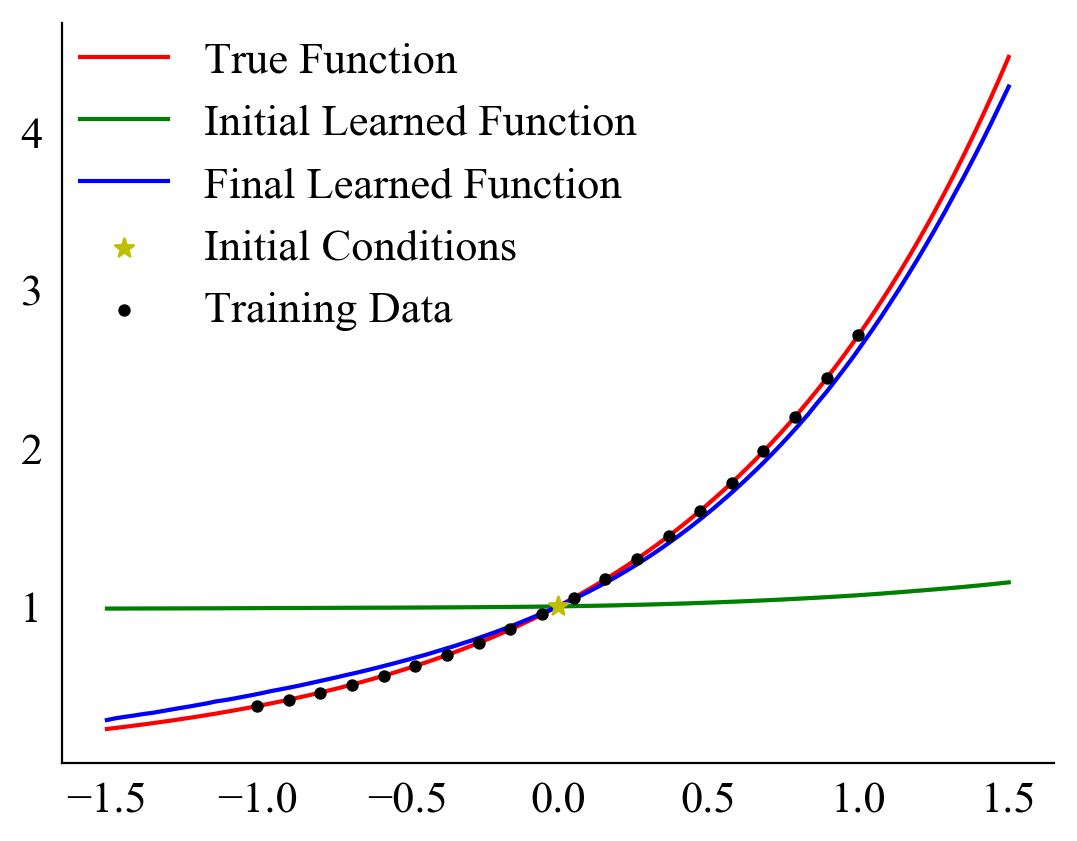 True Function
Initial Learned Function
Final Learned Function
Initial Conditions
Training Data
4
3
2
1
−1.5 −1.0 −0.5 0.0 0.5 1.0 1.5